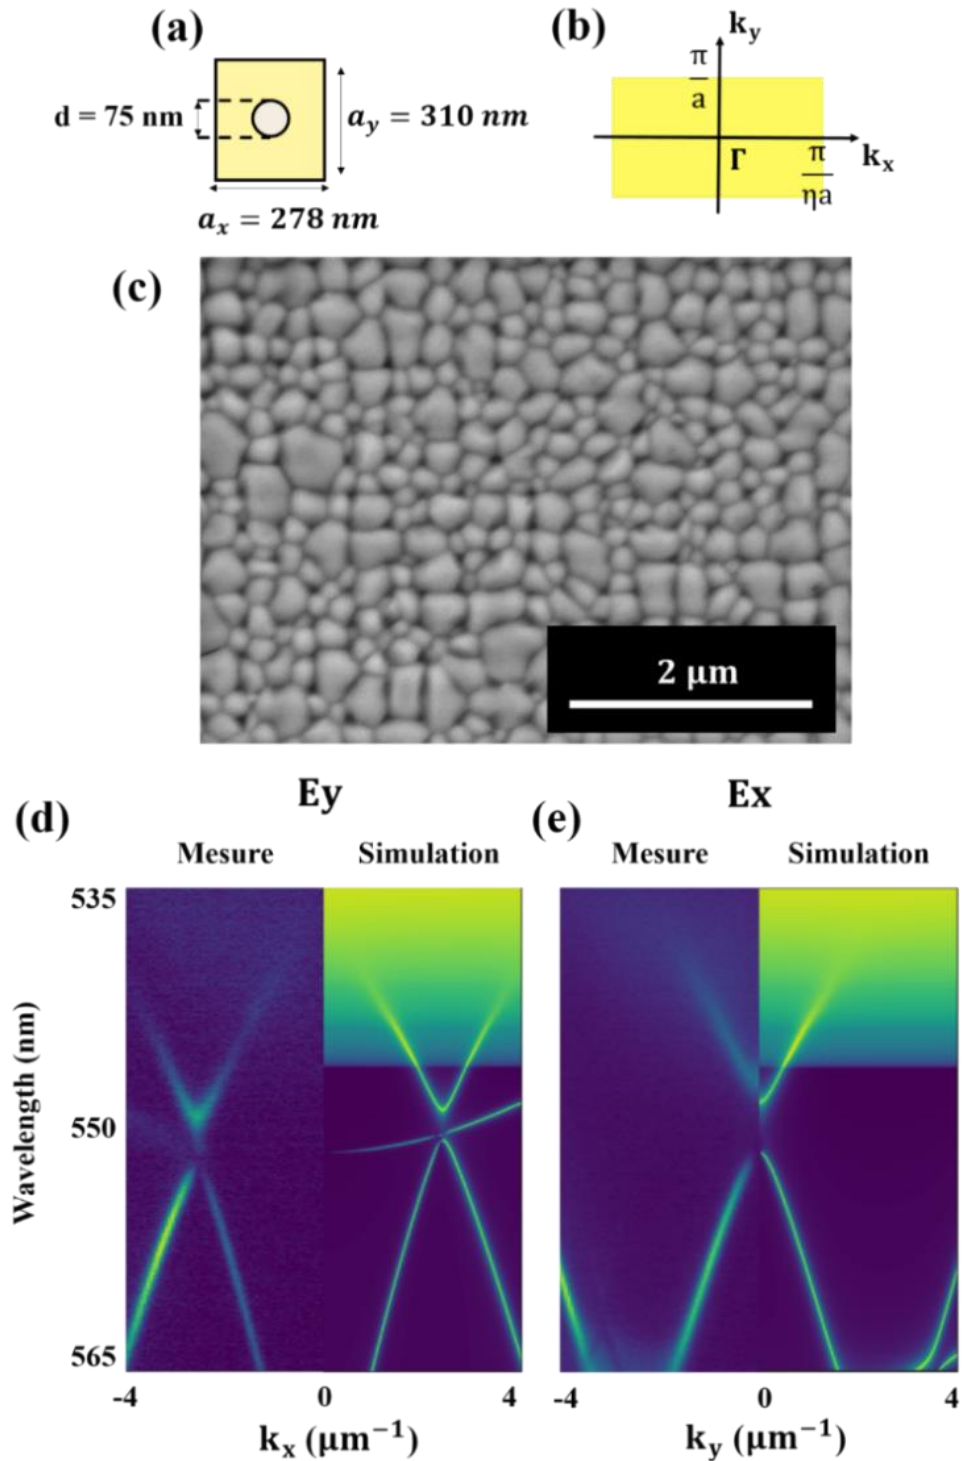 (a)
d = 75 nm
a_y = 310 nm
a_x = 278 nm
(b)
k_y
π
a
Γ
k_x
π
ηa
(c)
2 μm
Ey
Ex
(d)
(e)
Mesure
Simulation
Mesure
Simulation
Wavelength (nm)
535
550
565
-4
0
4
-4
0
4
k_x (μm⁻¹)
k_y (μm⁻¹)